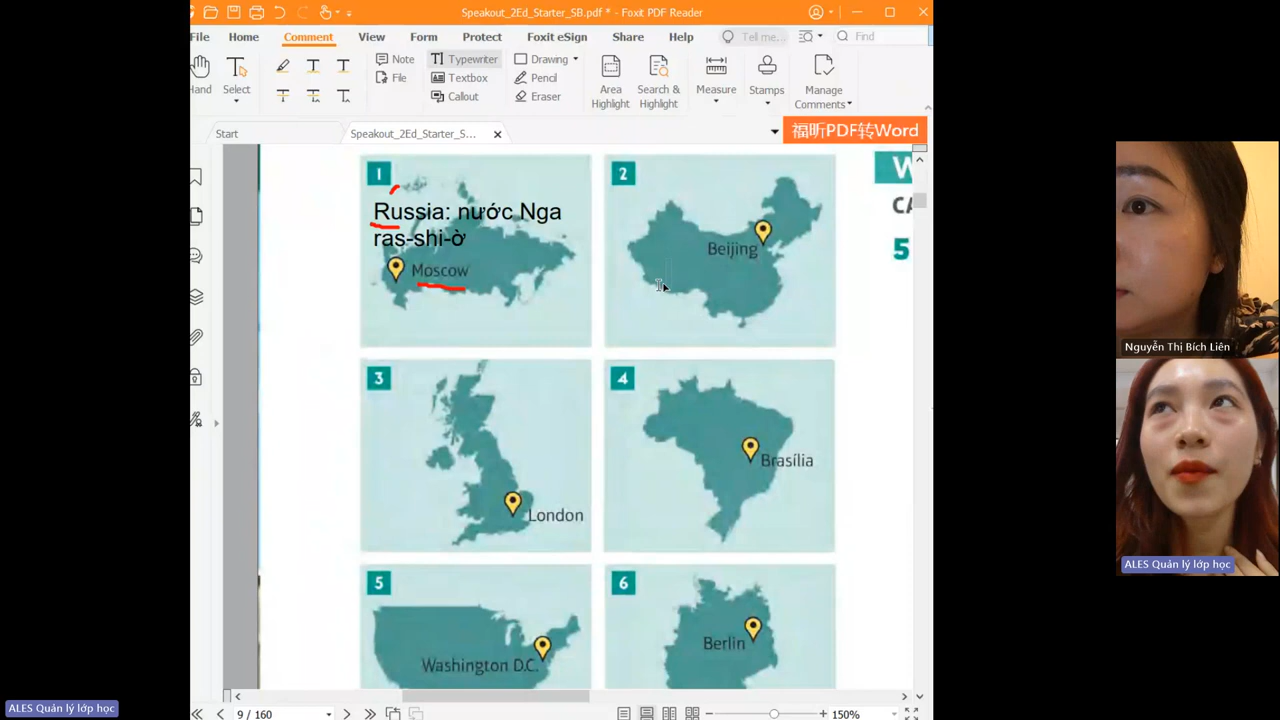 Speakout_2Ed_Starter_SB.pdf * - Foxit PDF Reader
File Home Comment View Form Protect Foxit eSign Share Help Tell me... Find
Hand
Select
Note
File
Typewriter
Textbox
Callout
Drawing
Pencil
Eraser
Area
Highlight
Search &
Highlight
Measure
Stamps
Manage
Comments
Start
Speakout_2Ed_Starter_S...
福昕PDF转Word
1
Russia: nước Nga
ras-shi-ờ
Moscow
2
Beijing
5
3
London
4
Brasília
5
Washington D.C.
6
Berlin
9 / 160
150%
Nguyễn Thị Bích Liên
ALES Quản lý lớp học
ALES Quản lý lớp học